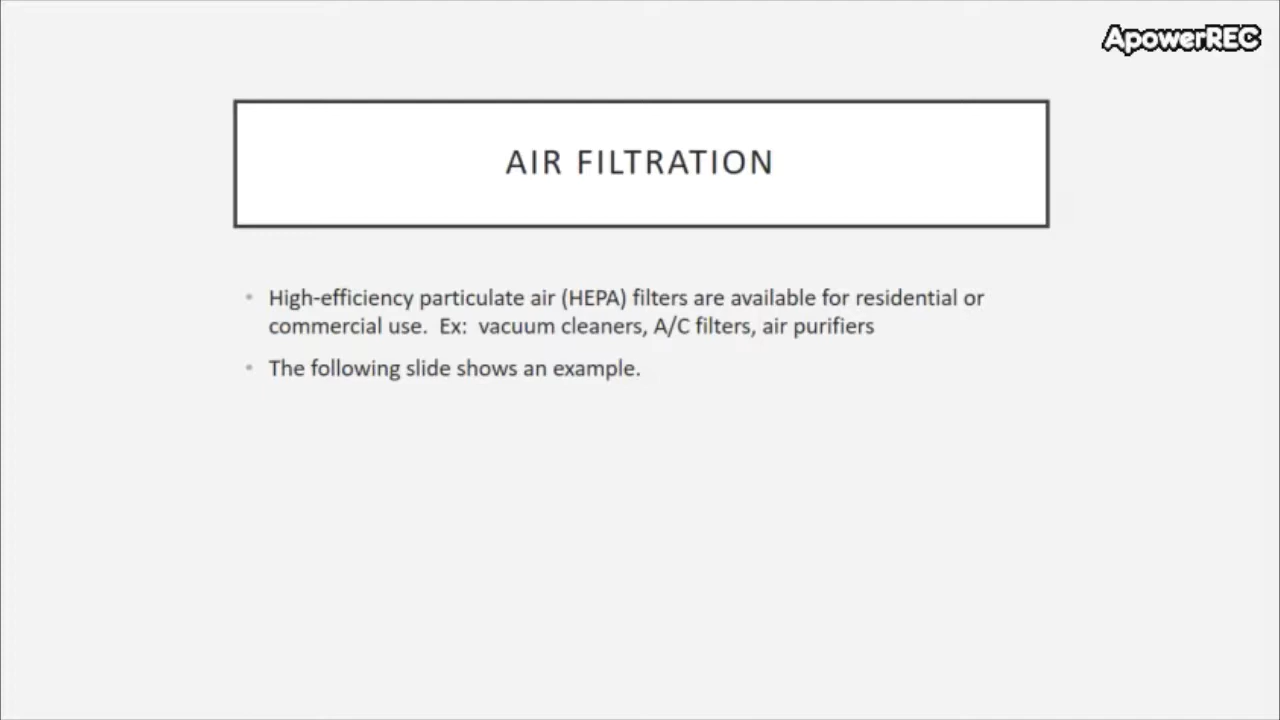 ApowerREC
AIR FILTRATION
• High-efficiency particulate air (HEPA) filters are available for residential or
commercial use.  Ex:  vacuum cleaners, A/C filters, air purifiers
• The following slide shows an example.